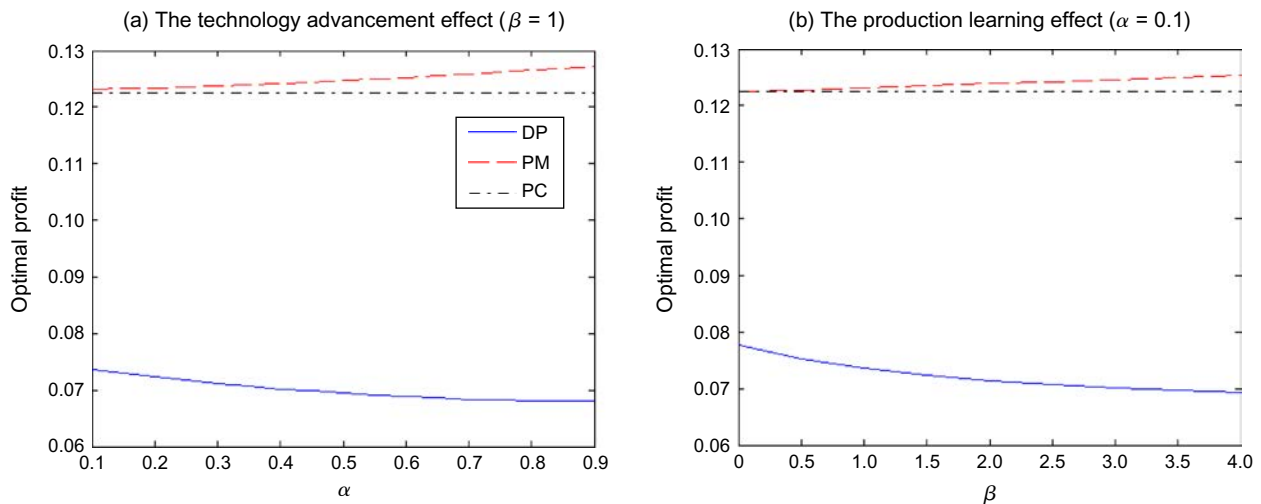 (a) The technology advancement effect (β = 1)
0.13
0.12
0.11
0.10
0.09
0.08
0.07
0.06
Optimal profit
DP
PM
PC
0.1 0.2 0.3 0.4 0.5 0.6 0.7 0.8 0.9
α
(b) The production learning effect (α = 0.1)
0.13
0.12
0.11
0.10
0.09
0.08
0.07
0.06
Optimal profit
0 0.5 1.0 1.5 2.0 2.5 3.0 3.5 4.0
β